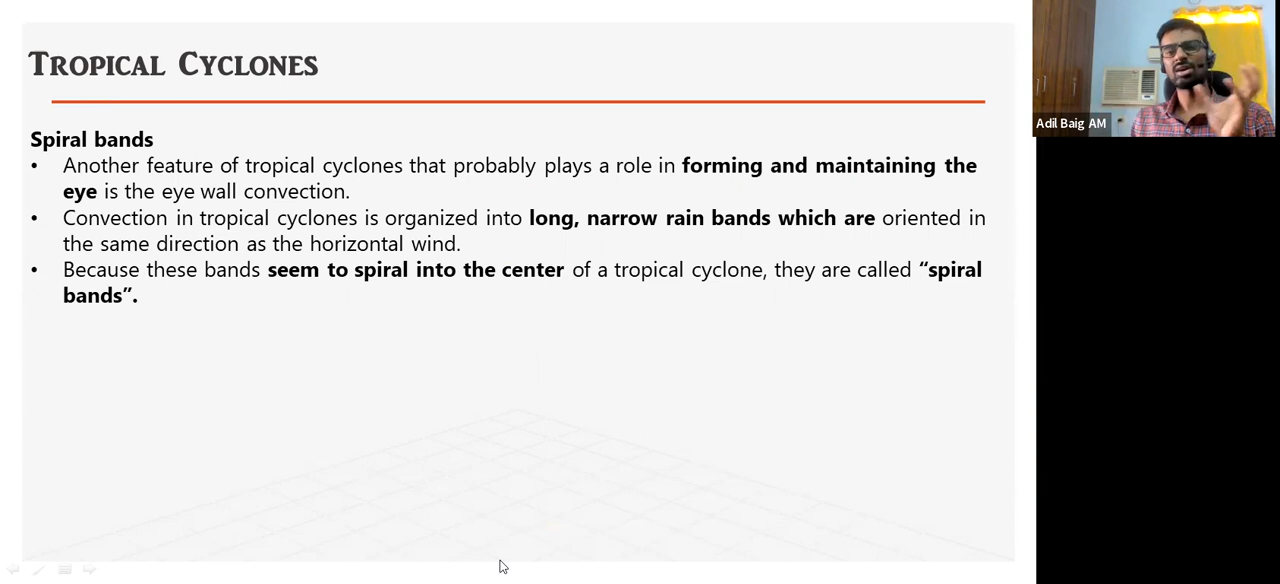 Tropical Cyclones
Spiral bands
• Another feature of tropical cyclones that probably plays a role in forming and maintaining the
eye is the eye wall convection.
• Convection in tropical cyclones is organized into long, narrow rain bands which are oriented in
the same direction as the horizontal wind.
• Because these bands seem to spiral into the center of a tropical cyclone, they are called “spiral
bands”.
Adil Baig AM